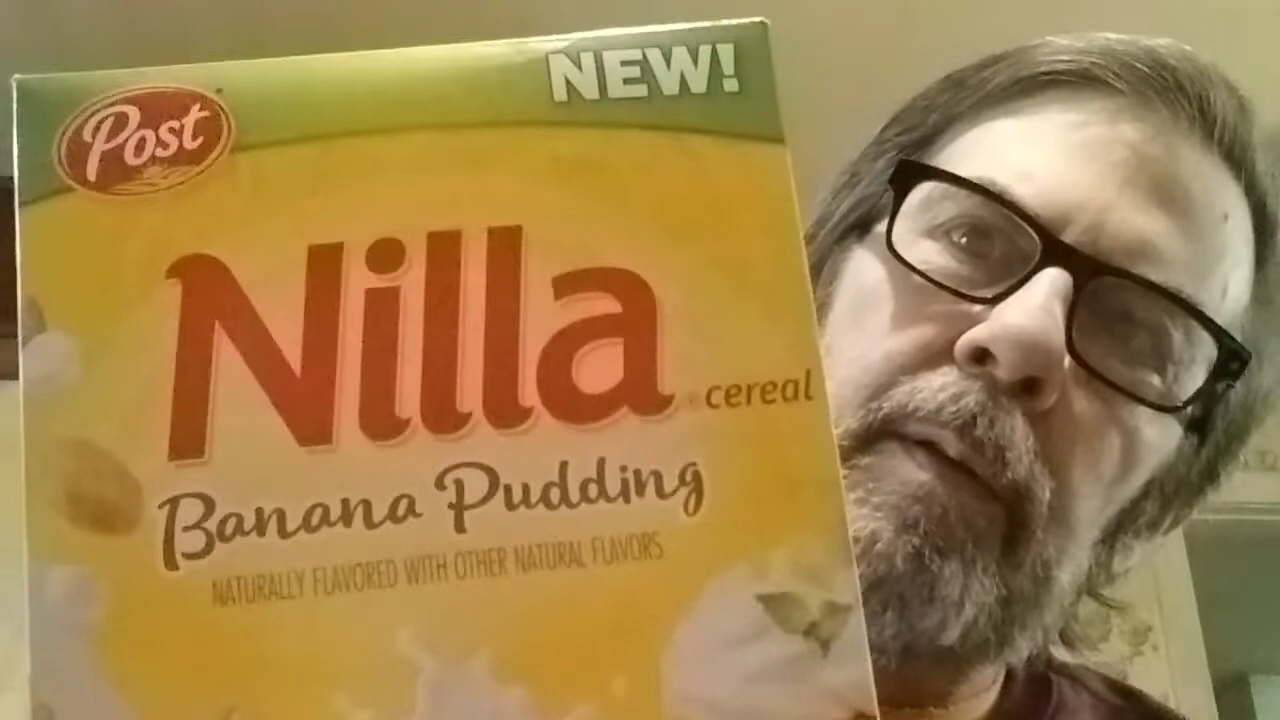 NEW!
Post
Nilla
cereal
Banana Pudding
NATURALLY FLAVORED WITH OTHER NATURAL FLAVORS